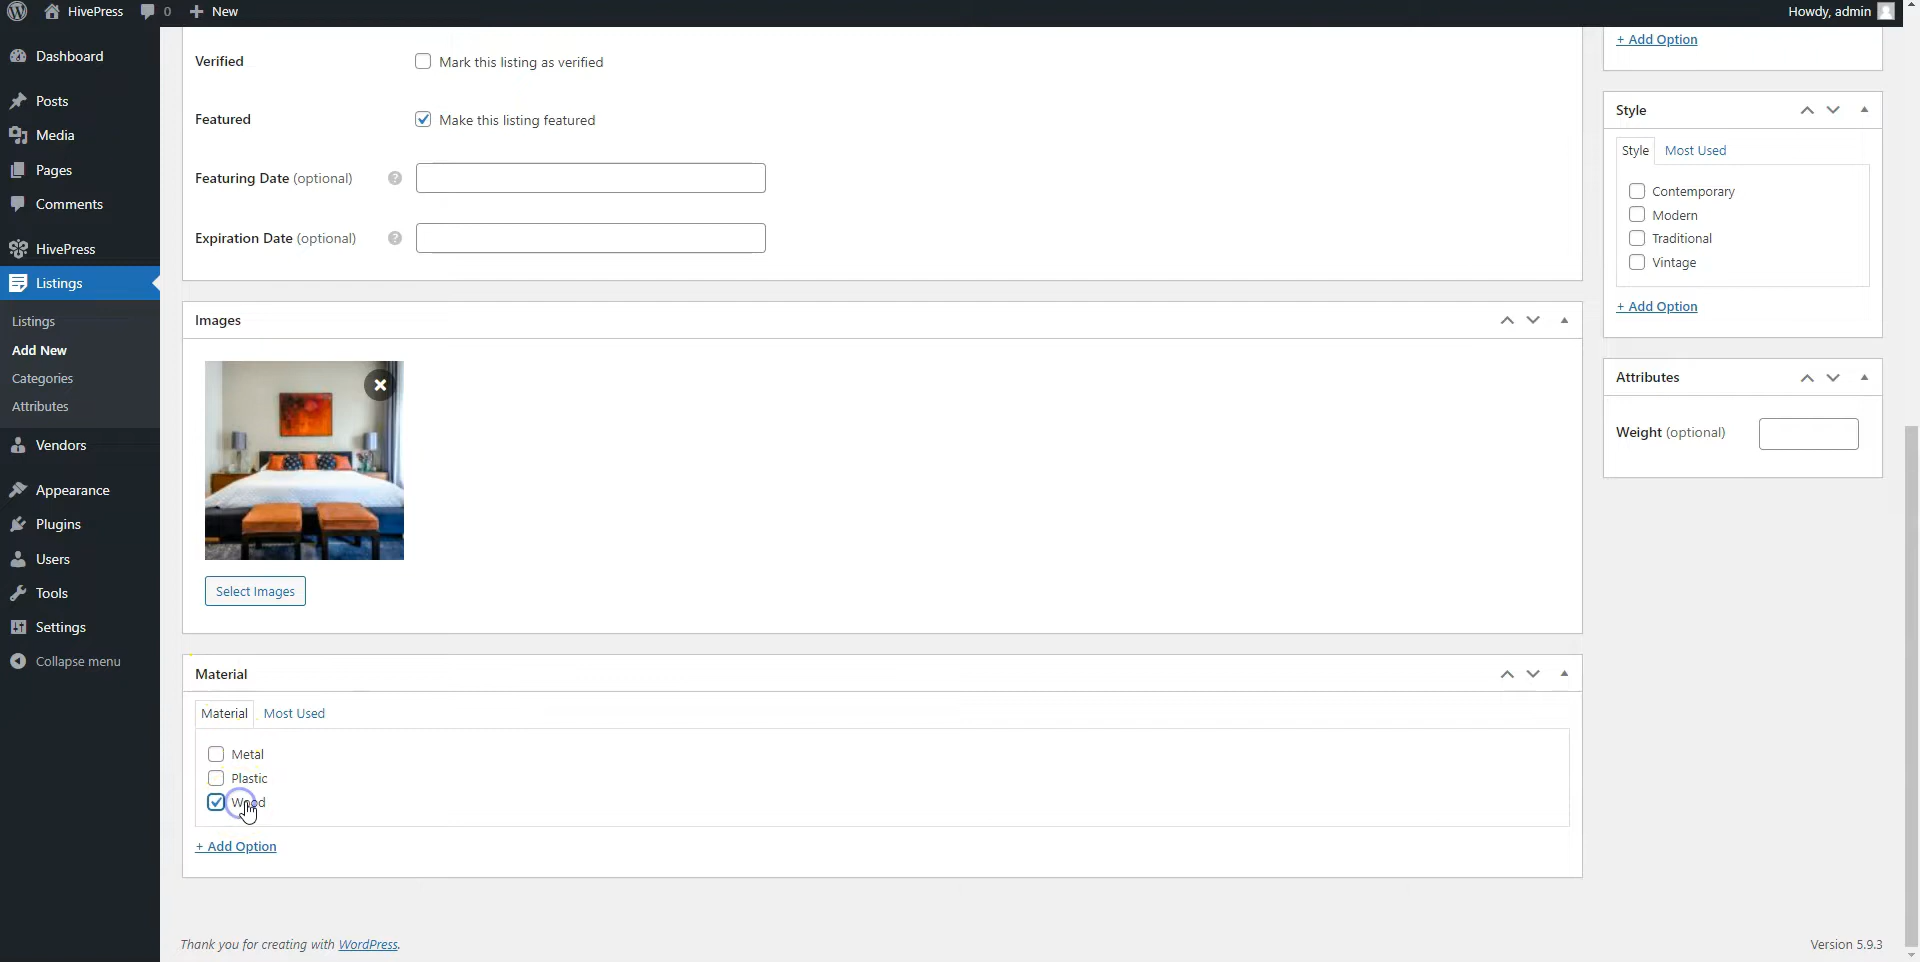 HivePress
0
New
Howdy, admin
Dashboard
Posts
Media
Pages
Comments
HivePress
Listings
Listings
Add New
Categories
Attributes
Vendors
Appearance
Plugins
Users
Tools
Settings
Collapse menu
Verified
Mark this listing as verified
Featured
Make this listing featured
Featuring Date (optional)
?
Expiration Date (optional)
?
Images
Select Images
Material
Material Most Used
Metal
Plastic
Wood
+ Add Option
+ Add Option
Style
Style Most Used
Contemporary
Modern
Traditional
Vintage
+ Add Option
Attributes
Weight (optional)
Thank you for creating with WordPress.
Version 5.9.3